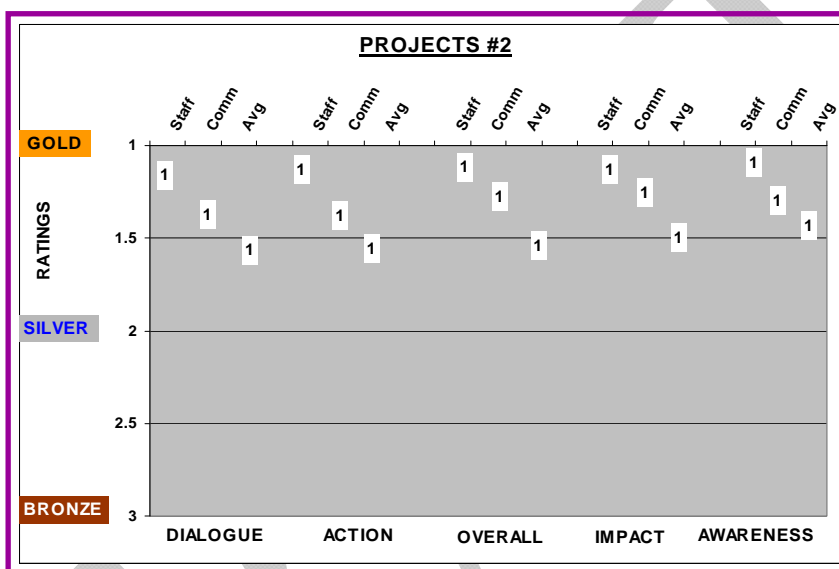 PROJECTS #2
Staff Comm Avg Staff Comm Avg Staff Comm Avg Staff Comm Avg Staff Comm Avg
GOLD
1
1 1 1 1 1 1 1 1 1 1 1 1 1 1 1
RATINGS
1.5
SILVER
2
2.5
BRONZE
3
DIALOGUE ACTION OVERALL IMPACT AWARENESS